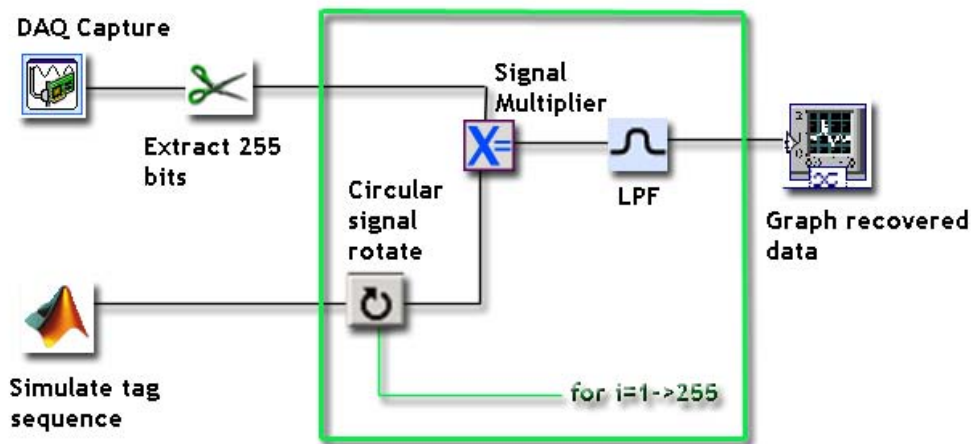 DAQ Capture
Extract 255
bits
Signal
Multiplier
X=
LPF
Graph recovered
data
Circular
signal
rotate
Simulate tag
sequence
for i=1->255